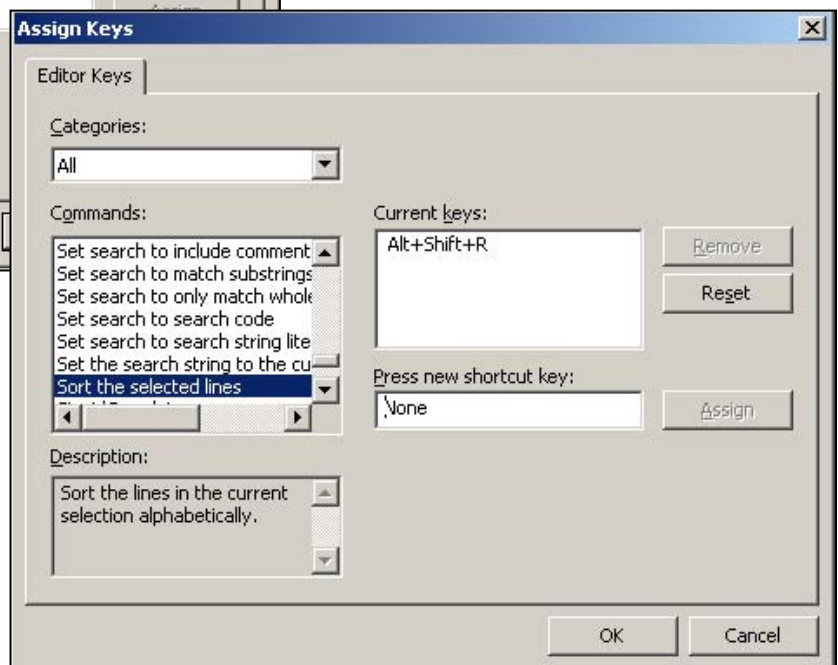 Assign
Assign Keys
Editor Keys
Categories:
All
Commands:
Set search to include comment
Set search to match substrings
Set search to only match whole
Set search to search code
Set search to search string lite
Set the search string to the cu
Sort the selected lines
Current keys:
Alt+Shift+R
Remove
Reset
Press new shortcut key:
None
Assign
Description:
Sort the lines in the current
selection alphabetically.
OK
Cancel